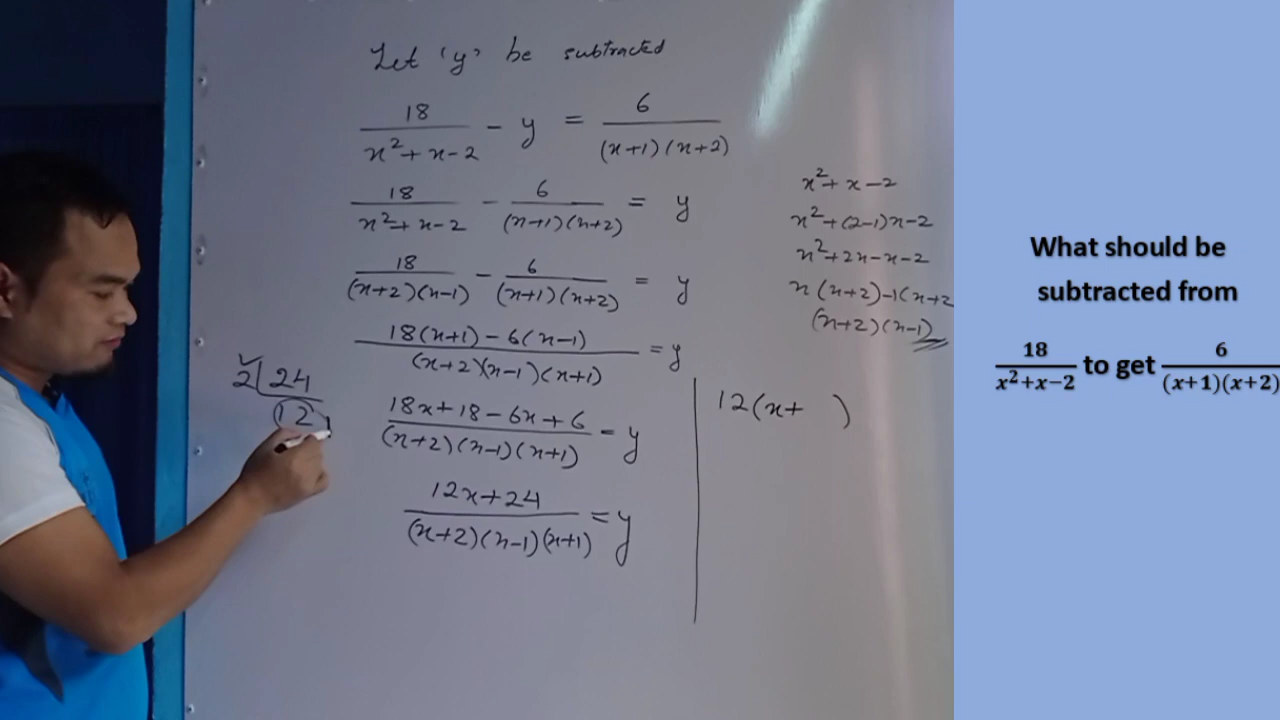 Let 'y' be subtracted
18/(x²+x-2) - y = 6/((x+1)(x+2))
18/(x²+x-2) - 6/((x+1)(x+2)) = y
18/((x+2)(x-1)) - 6/((x+1)(x+2)) = y
(18(x+1) - 6(x-1))/((x+2)(x-1)(x+1)) = y
(18x+18-6x+6)/((x+2)(x-1)(x+1)) = y
(12x+24)/((x+2)(x-1)(x+1)) = y
2|24
12
x²+x-2
x²+(2-1)x-2
x²+2x-x-2
x(x+2)-1(x+2
(x+2)(x-1)
12(x+ )
What should be
subtracted from
18/(x²+x−2) to get 6/((x+1)(x+2))